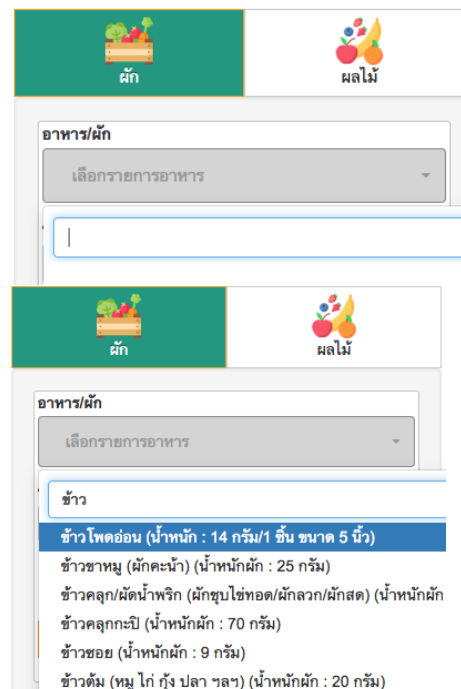 ผัก
ผลไม้
อาหาร/ผัก
เลือกรายการอาหาร
ผัก
ผลไม้
อาหาร/ผัก
เลือกรายการอาหาร
ข้าว
ข้าวโพดอ่อน (น้ำหนัก : 14 กรัม/1 ชิ้น ขนาด 5 นิ้ว)
ข้าวขาหมู (ผักคะน้า) (น้ำหนักผัก : 25 กรัม)
ข้าวคลุก/ผัดน้ำพริก (ผักชุบไข่ทอด/ผักลวก/ผักสด) (น้ำหนักผัก
ข้าวคลุกกะปิ (น้ำหนักผัก : 70 กรัม)
ข้าวซอย (น้ำหนักผัก : 9 กรัม)
ข้าวต้ม (หมู ไก่ กุ้ง ปลา ฯลฯ) (น้ำหนักผัก : 20 กรัม)